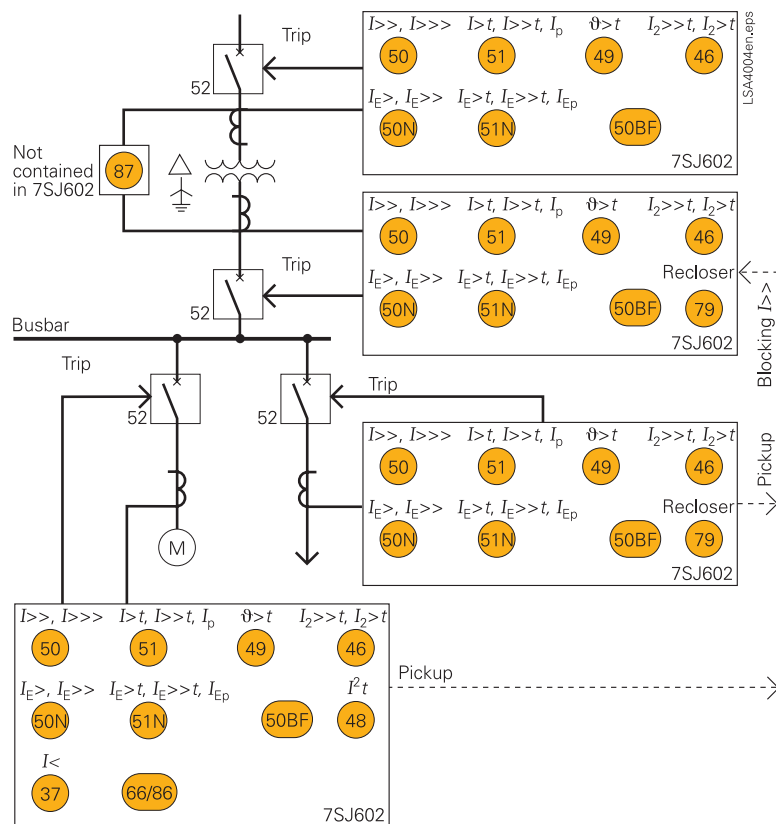 Trip
I>>, I>>> I>t, I>>t, Ip ϑ>t I2>>t, I2>t
50 51 49 46
52
IE>, IE>> IE>t, IE>>t, IEp
50N 51N 50BF
7SJ602
LSA4004en.eps
Not
contained
in 7SJ602
87
I>>, I>>> I>t, I>>t, Ip ϑ>t I2>>t, I2>t
50 51 49 46
Trip
Recloser
IE>, IE>> IE>t, IE>>t, IEp
50N 51N 50BF 79
52
7SJ602
Blocking I>>
Busbar
Trip
52
Trip
52
I>>, I>>> I>t, I>>t, Ip ϑ>t I2>>t, I2>t
50 51 49 46
Recloser
IE>, IE>> IE>t, IE>>t, IEp
50N 51N 50BF 79
7SJ602
Pickup
M
I>>, I>>> I>t, I>>t, Ip ϑ>t I2>>t, I2>t
50 51 49 46
IE>, IE>> IE>t, IE>>t, IEp I²t
50N 51N 50BF 48
I<
37 66/86
7SJ602
Pickup